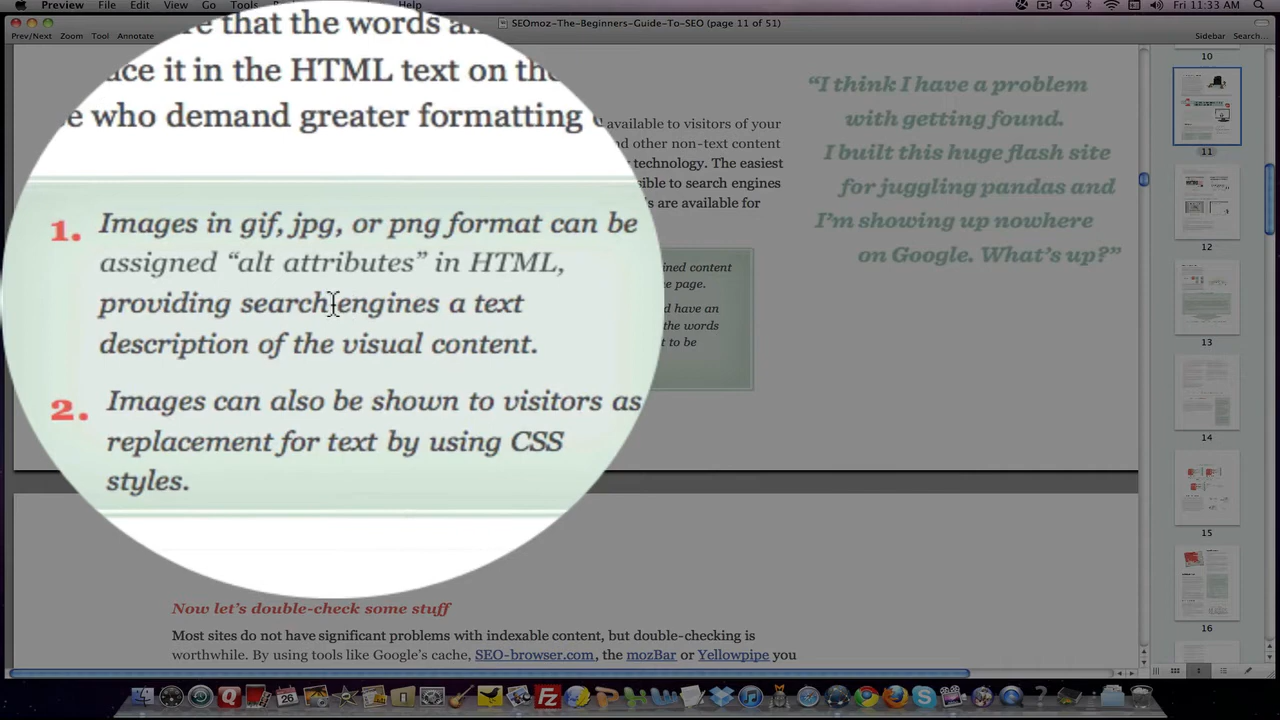 Preview File Edit View Go Tools Help
Fri 11:33 AM
SEOmoz-The-Beginners-Guide-To-SEO (page 11 of 51)
Prev/Next Zoom Tool Annotate
Sidebar Search...
that the words
it in the HTML text on
who demand greater formatting
available to visitors of your
other non-text content
technology. The easiest
to search engines
are available for
1. Images in gif, jpg, or png format can be
assigned “alt attributes” in HTML,
providing search engines a text
description of the visual content.
2. Images can also be shown to visitors as
replacement for text by using CSS
styles.
content
page.
have an
the words
to be
“I think I have a problem
with getting found.
I built this huge flash site
for juggling pandas and
I’m showing up nowhere
on Google. What’s up?”
Now let’s double-check some stuff
Most sites do not have significant problems with indexable content, but double-checking is
worthwhile. By using tools like Google’s cache, SEO-browser.com, the mozBar or Yellowpipe you
10
11
12
13
14
15
16